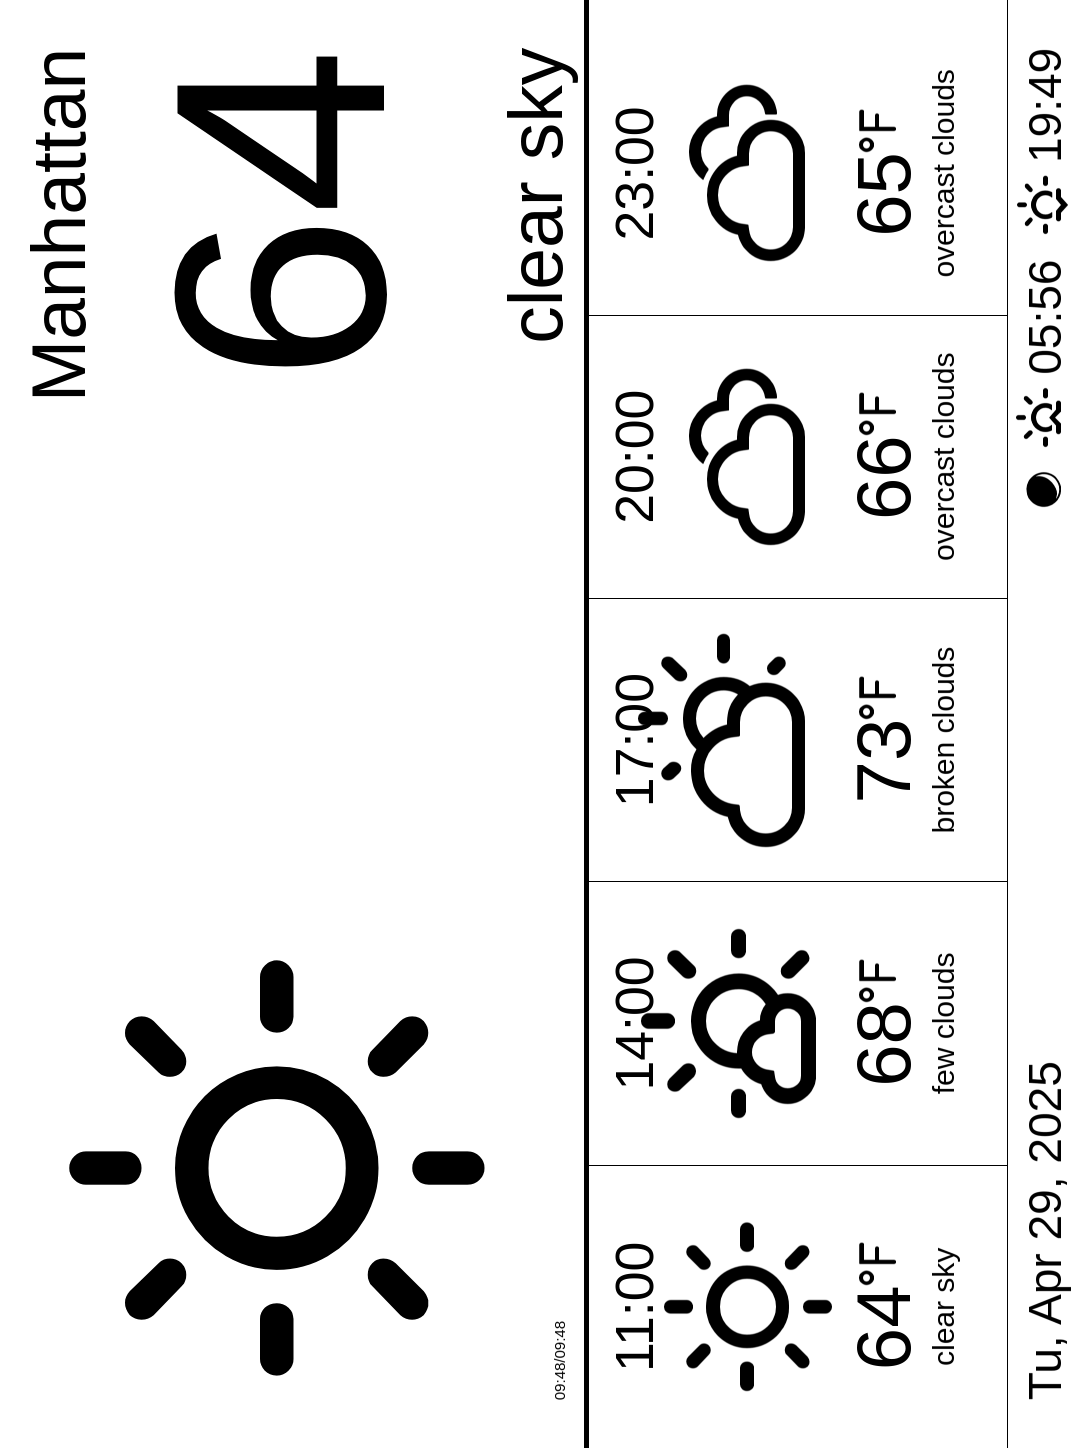 Manhattan
64
clear sky
09:48/09:48
11:00 14:00 17:00 20:00 23:00
64°F 68°F 73°F 66°F 65°F
clear sky few clouds broken clouds overcast clouds overcast clouds
Tu, Apr 29, 2025 05:56 19:49